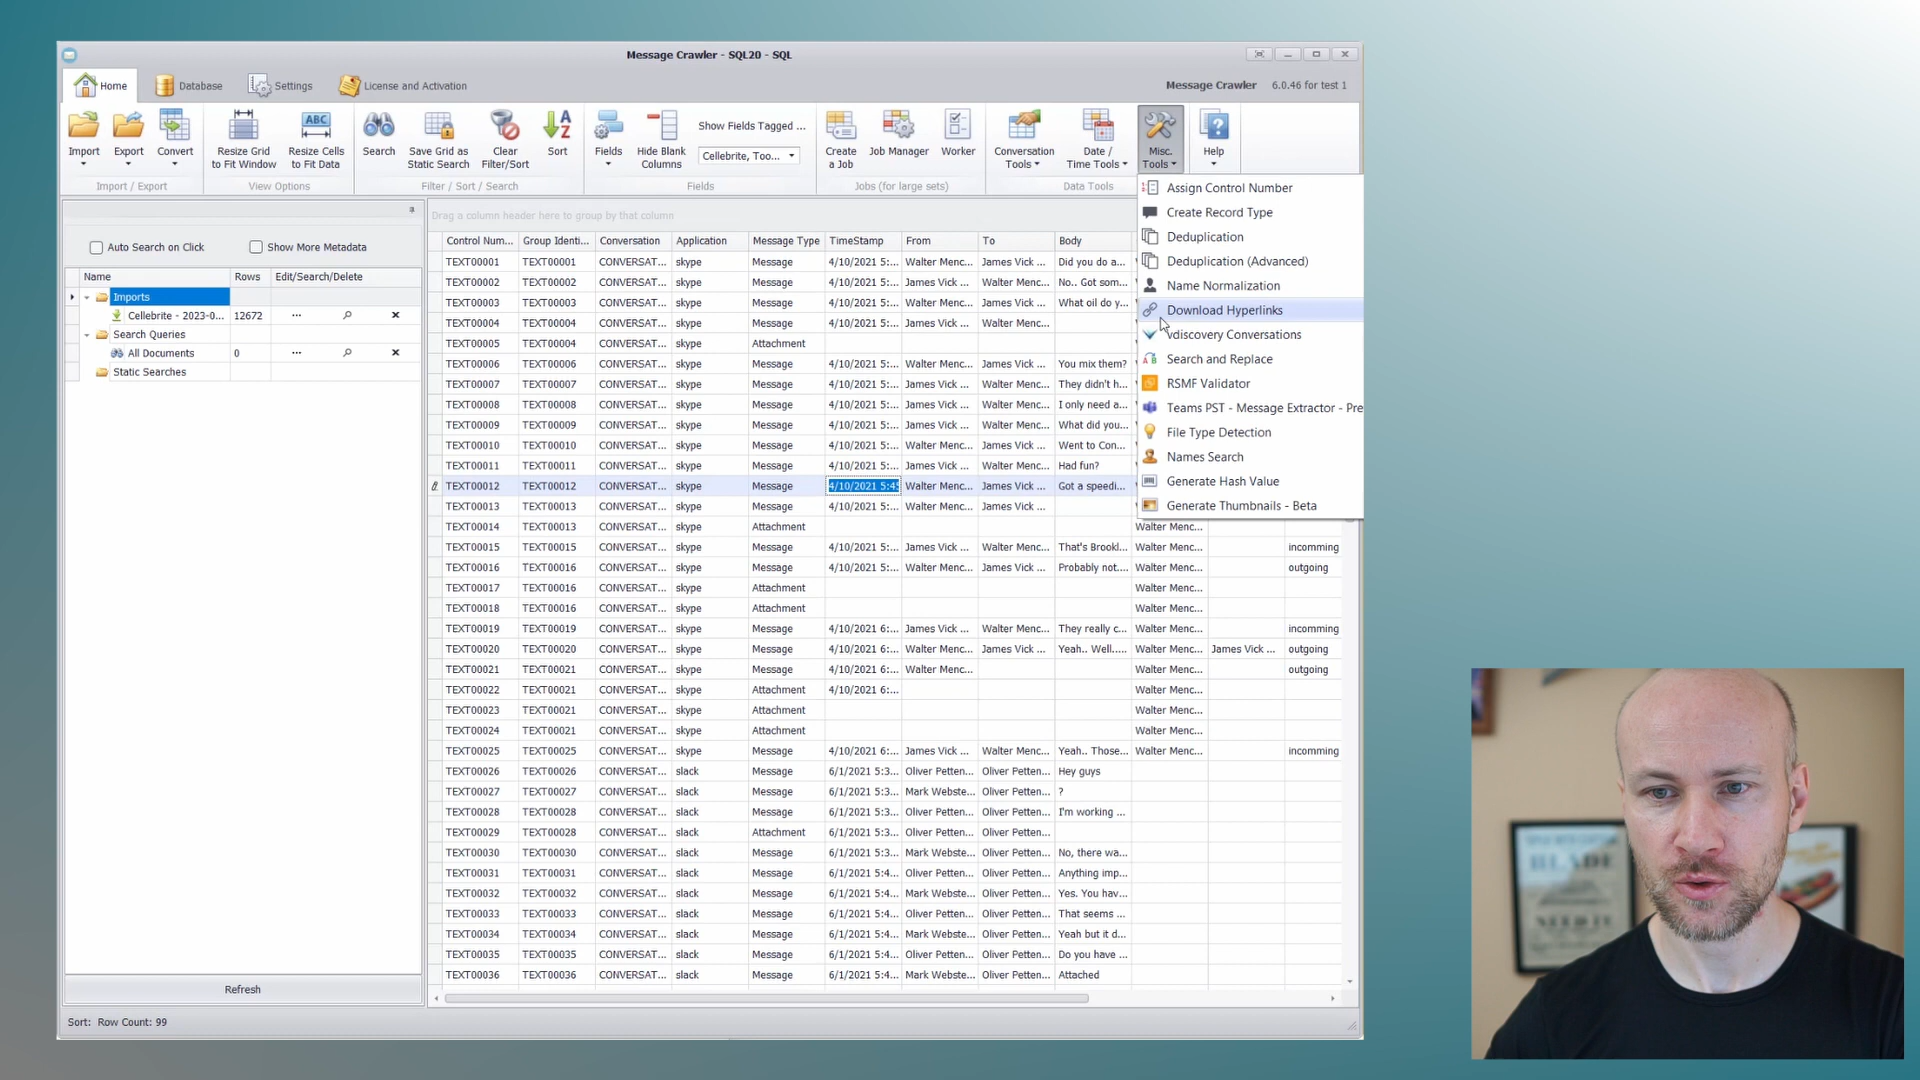 Message Crawler - SQL20 - SQL
Home Database Settings License and Activation Message Crawler 6.0.46 for test 1
Import Export Convert Resize Grid to Fit Window Resize Cells to Fit Data Search Save Grid as Static Search Clear Filter/Sort Sort Fields Hide Blank Columns Show Fields Tagged ... Cellebrite, Too... Create a Job Job Manager Worker Conversation Tools Date / Time Tools Misc. Tools Help
ABC
A Z
Import / Export View Options Filter / Sort / Search Fields Jobs (for large sets) Data Tools
Auto Search on Click Show More Metadata
Name Rows Edit/Search/Delete
Imports
Cellebrite - 2023-0... 12672 ...
Search Queries
All Documents 0 ...
Static Searches
Refresh
Sort: Row Count: 99
Drag a column header here to group by that column
Control Num... Group Identi... Conversation Application Message Type TimeStamp From To Body
TEXT00001 TEXT00001 CONVERSAT... skype Message 4/10/2021 5:... Walter Menc... James Vick ... Did you do a...
TEXT00002 TEXT00002 CONVERSAT... skype Message 4/10/2021 5:... Walter Menc... James Vick ... No.. Got som...
TEXT00003 TEXT00003 CONVERSAT... skype Message 4/10/2021 5:... Walter Menc... James Vick ... What oil do y...
TEXT00004 TEXT00004 CONVERSAT... skype Message 4/10/2021 5:... James Vick ... Walter Menc...
TEXT00005 TEXT00004 CONVERSAT... skype Attachment
TEXT00006 TEXT00006 CONVERSAT... skype Message 4/10/2021 5:... Walter Menc... James Vick ... You mix them?
TEXT00007 TEXT00007 CONVERSAT... skype Message 4/10/2021 5:... Walter Menc... James Vick ... They didn't h...
TEXT00008 TEXT00008 CONVERSAT... skype Message 4/10/2021 5:... James Vick ... Walter Menc... I only need a...
TEXT00009 TEXT00009 CONVERSAT... skype Message 4/10/2021 5:... James Vick ... Walter Menc... What did you...
TEXT00010 TEXT00010 CONVERSAT... skype Message 4/10/2021 5:... Walter Menc... James Vick ... Went to Con...
TEXT00011 TEXT00011 CONVERSAT... skype Message 4/10/2021 5:... James Vick ... Walter Menc... Had fun?
TEXT00012 TEXT00012 CONVERSAT... skype Message 4/10/2021 5:45 Walter Menc... James Vick ... Got a speedi...
TEXT00013 TEXT00013 CONVERSAT... skype Message 4/10/2021 5:... James Vick ... Walter Menc...
TEXT00014 TEXT00013 CONVERSAT... skype Attachment Walter Menc...
TEXT00015 TEXT00015 CONVERSAT... skype Message 4/10/2021 5:... James Vick ... Walter Menc... That's Brookl... Walter Menc... incomming
TEXT00016 TEXT00016 CONVERSAT... skype Message 4/10/2021 5:... Walter Menc... James Vick ... Probably not.... Walter Menc... outgoing
TEXT00017 TEXT00016 CONVERSAT... skype Attachment Walter Menc...
TEXT00018 TEXT00016 CONVERSAT... skype Attachment Walter Menc...
TEXT00019 TEXT00019 CONVERSAT... skype Message 4/10/2021 6:... James Vick ... Walter Menc... They really c... Walter Menc... incomming
TEXT00020 TEXT00020 CONVERSAT... skype Message 4/10/2021 6:... Walter Menc... James Vick ... Yeah.. Well..... Walter Menc... James Vick ... outgoing
TEXT00021 TEXT00021 CONVERSAT... skype Message 4/10/2021 6:... Walter Menc... Walter Menc... outgoing
TEXT00022 TEXT00021 CONVERSAT... skype Attachment 4/10/2021 6:... Walter Menc...
TEXT00023 TEXT00021 CONVERSAT... skype Attachment Walter Menc...
TEXT00024 TEXT00021 CONVERSAT... skype Attachment Walter Menc...
TEXT00025 TEXT00025 CONVERSAT... skype Message 4/10/2021 6:... James Vick ... Walter Menc... Yeah.. Those... Walter Menc... incomming
TEXT00026 TEXT00026 CONVERSAT... slack Message 6/1/2021 5:3... Oliver Petten... Oliver Petten... Hey guys
TEXT00027 TEXT00027 CONVERSAT... slack Message 6/1/2021 5:3... Mark Webste... Oliver Petten... ?
TEXT00028 TEXT00028 CONVERSAT... slack Message 6/1/2021 5:3... Oliver Petten... Oliver Petten... I'm working ...
TEXT00029 TEXT00028 CONVERSAT... slack Attachment 6/1/2021 5:3... Oliver Petten... Oliver Petten...
TEXT00030 TEXT00030 CONVERSAT... slack Message 6/1/2021 5:3... Mark Webste... Oliver Petten... No, there wa...
TEXT00031 TEXT00031 CONVERSAT... slack Message 6/1/2021 5:4... Oliver Petten... Oliver Petten... Anything imp...
TEXT00032 TEXT00032 CONVERSAT... slack Message 6/1/2021 5:4... Mark Webste... Oliver Petten... Yes. You hav...
TEXT00033 TEXT00033 CONVERSAT... slack Message 6/1/2021 5:4... Oliver Petten... Oliver Petten... That seems ...
TEXT00034 TEXT00034 CONVERSAT... slack Message 6/1/2021 5:4... Mark Webste... Oliver Petten... Yeah but it d...
TEXT00035 TEXT00035 CONVERSAT... slack Message 6/1/2021 5:4... Oliver Petten... Oliver Petten... Do you have ...
TEXT00036 TEXT00036 CONVERSAT... slack Message 6/1/2021 5:4... Mark Webste... Oliver Petten... Attached
Assign Control Number
Create Record Type
Deduplication
Deduplication (Advanced)
Name Normalization
Download Hyperlinks
vdiscovery Conversations
Search and Replace
RSMF Validator
Teams PST - Message Extractor - Pre
File Type Detection
Names Search
Generate Hash Value
Generate Thumbnails - Beta
BLADE